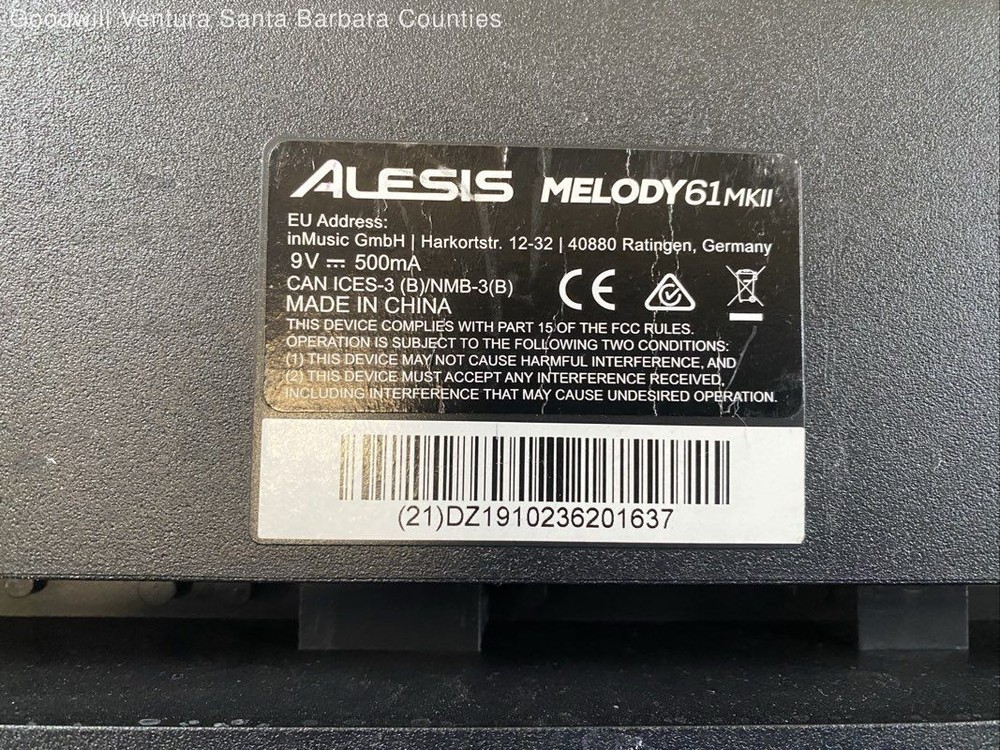 Goodwill Ventura Santa Barbara Counties
ALESIS MELODY61MKII
EU Address:
inMusic GmbH | Harkortstr. 12-32 | 40880 Ratingen, Germany
9V ⎓ 500mA
CAN ICES-3 (B)/NMB-3(B)
MADE IN CHINA
CE
THIS DEVICE COMPLIES WITH PART 15 OF THE FCC RULES.
OPERATION IS SUBJECT TO THE FOLLOWING TWO CONDITIONS:
(1) THIS DEVICE MAY NOT CAUSE HARMFUL INTERFERENCE, AND
(2) THIS DEVICE MUST ACCEPT ANY INTERFERENCE RECEIVED,
INCLUDING INTERFERENCE THAT MAY CAUSE UNDESIRED OPERATION.
(21)DZ1910236201637